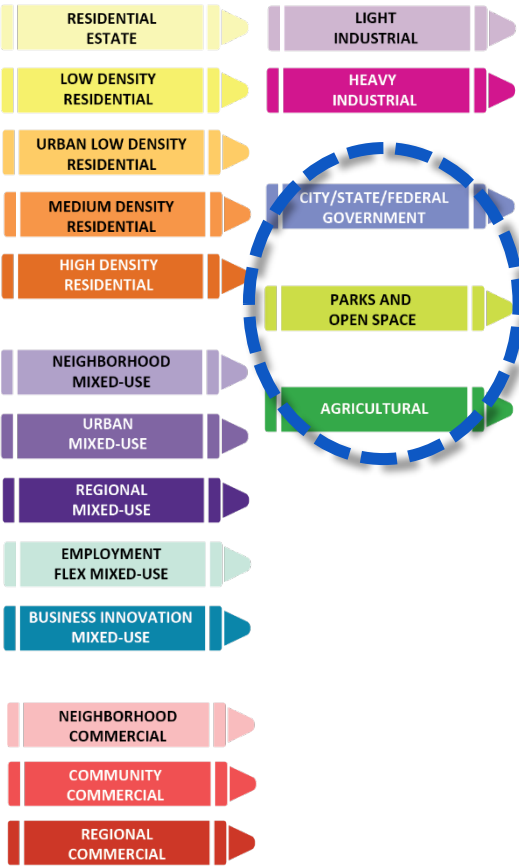 RESIDENTIAL
ESTATE
LOW DENSITY
RESIDENTIAL
URBAN LOW DENSITY
RESIDENTIAL
MEDIUM DENSITY
RESIDENTIAL
HIGH DENSITY
RESIDENTIAL
NEIGHBORHOOD
MIXED-USE
URBAN
MIXED-USE
REGIONAL
MIXED-USE
EMPLOYMENT
FLEX MIXED-USE
BUSINESS INNOVATION
MIXED-USE
NEIGHBORHOOD
COMMERCIAL
COMMUNITY
COMMERCIAL
REGIONAL
COMMERCIAL
LIGHT
INDUSTRIAL
HEAVY
INDUSTRIAL
CITY/STATE/FEDERAL
GOVERNMENT
PARKS AND
OPEN SPACE
AGRICULTURAL